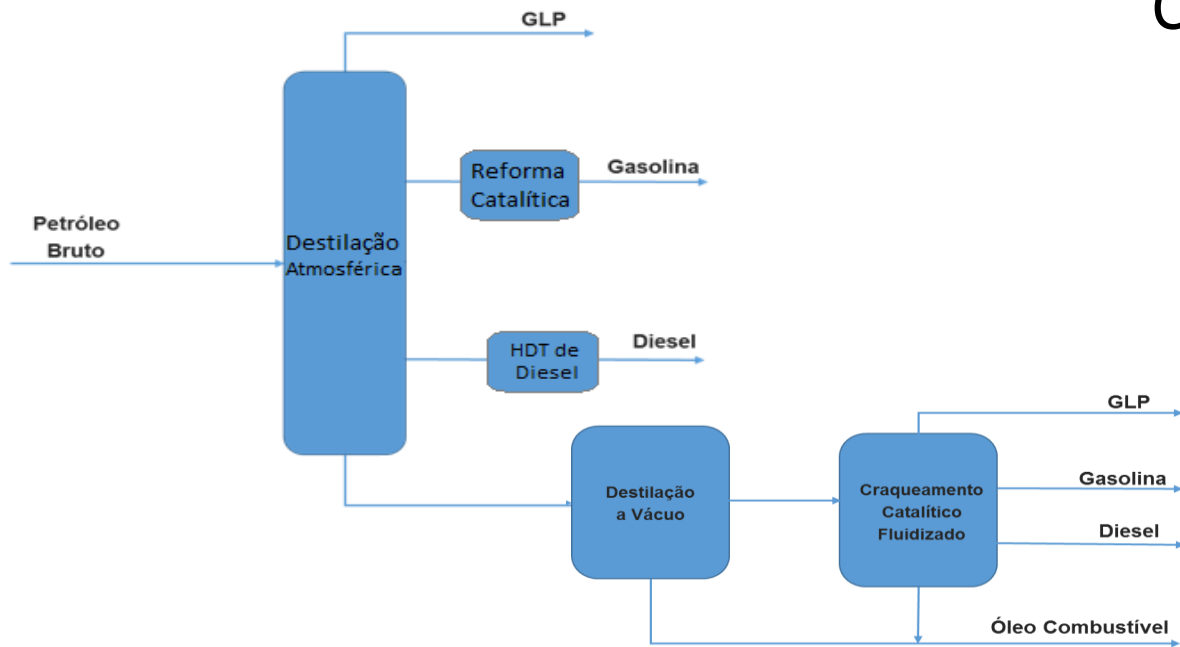 GLP
Reforma
Catalítica
Gasolina
Petróleo
Bruto
Destilação
Atmosférica
HDT de
Diesel
Diesel
GLP
Destilação
a Vácuo
Craqueamento
Catalítico
Fluidizado
Gasolina
Diesel
Óleo Combustível